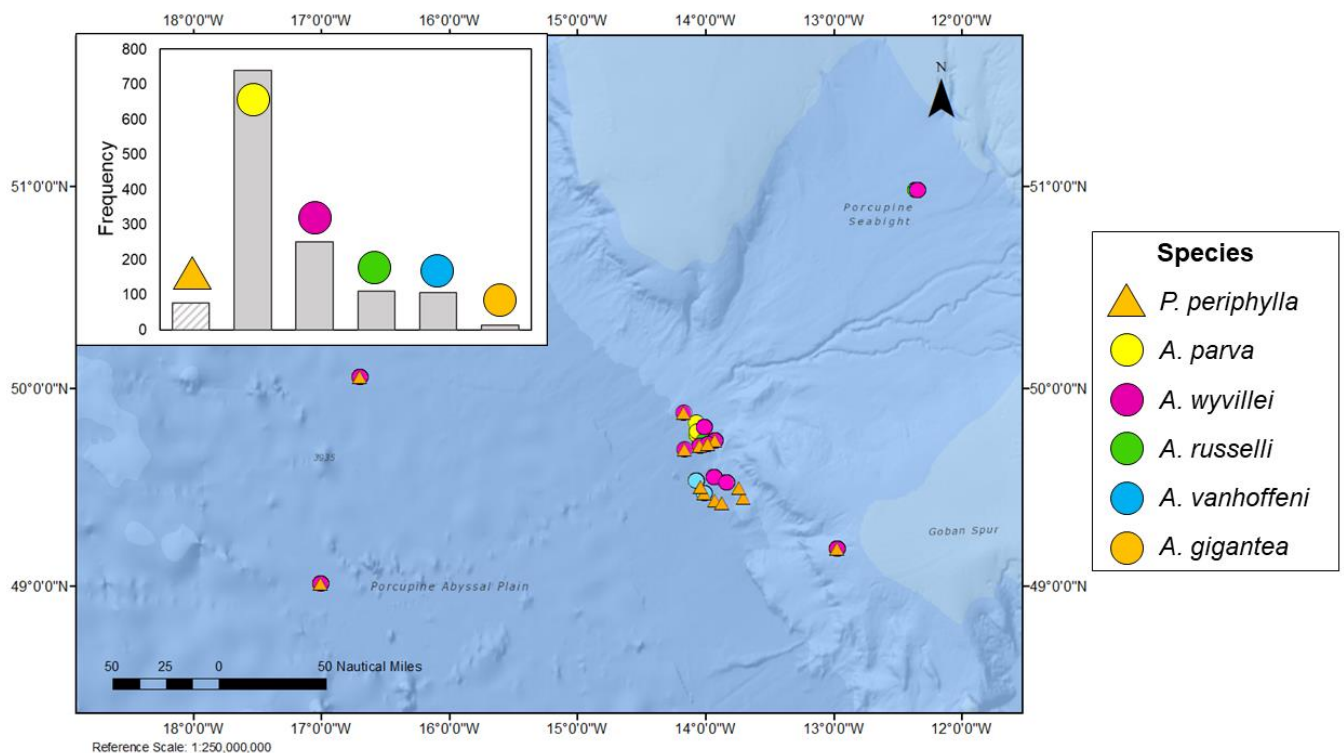 18°0'0"W 17°0'0"W 16°0'0"W 15°0'0"W 14°0'0"W 13°0'0"W 12°0'0"W
800
700
600
500
400
300
200
100
0
Frequency
N
51°0'0"N
51°0'0"N
50°0'0"N
50°0'0"N
49°0'0"N
49°0'0"N
Porcupine
Seabight
Goban Spur
Porcupine Abyssal Plain
50 25 0 50 Nautical Miles
18°0'0"W 17°0'0"W 16°0'0"W 15°0'0"W 14°0'0"W 13°0'0"W 12°0'0"W
Reference Scale: 1:250,000,000
Species
P. periphylla
A. parva
A. wyvillei
A. russelli
A. vanhoffeni
A. gigantea